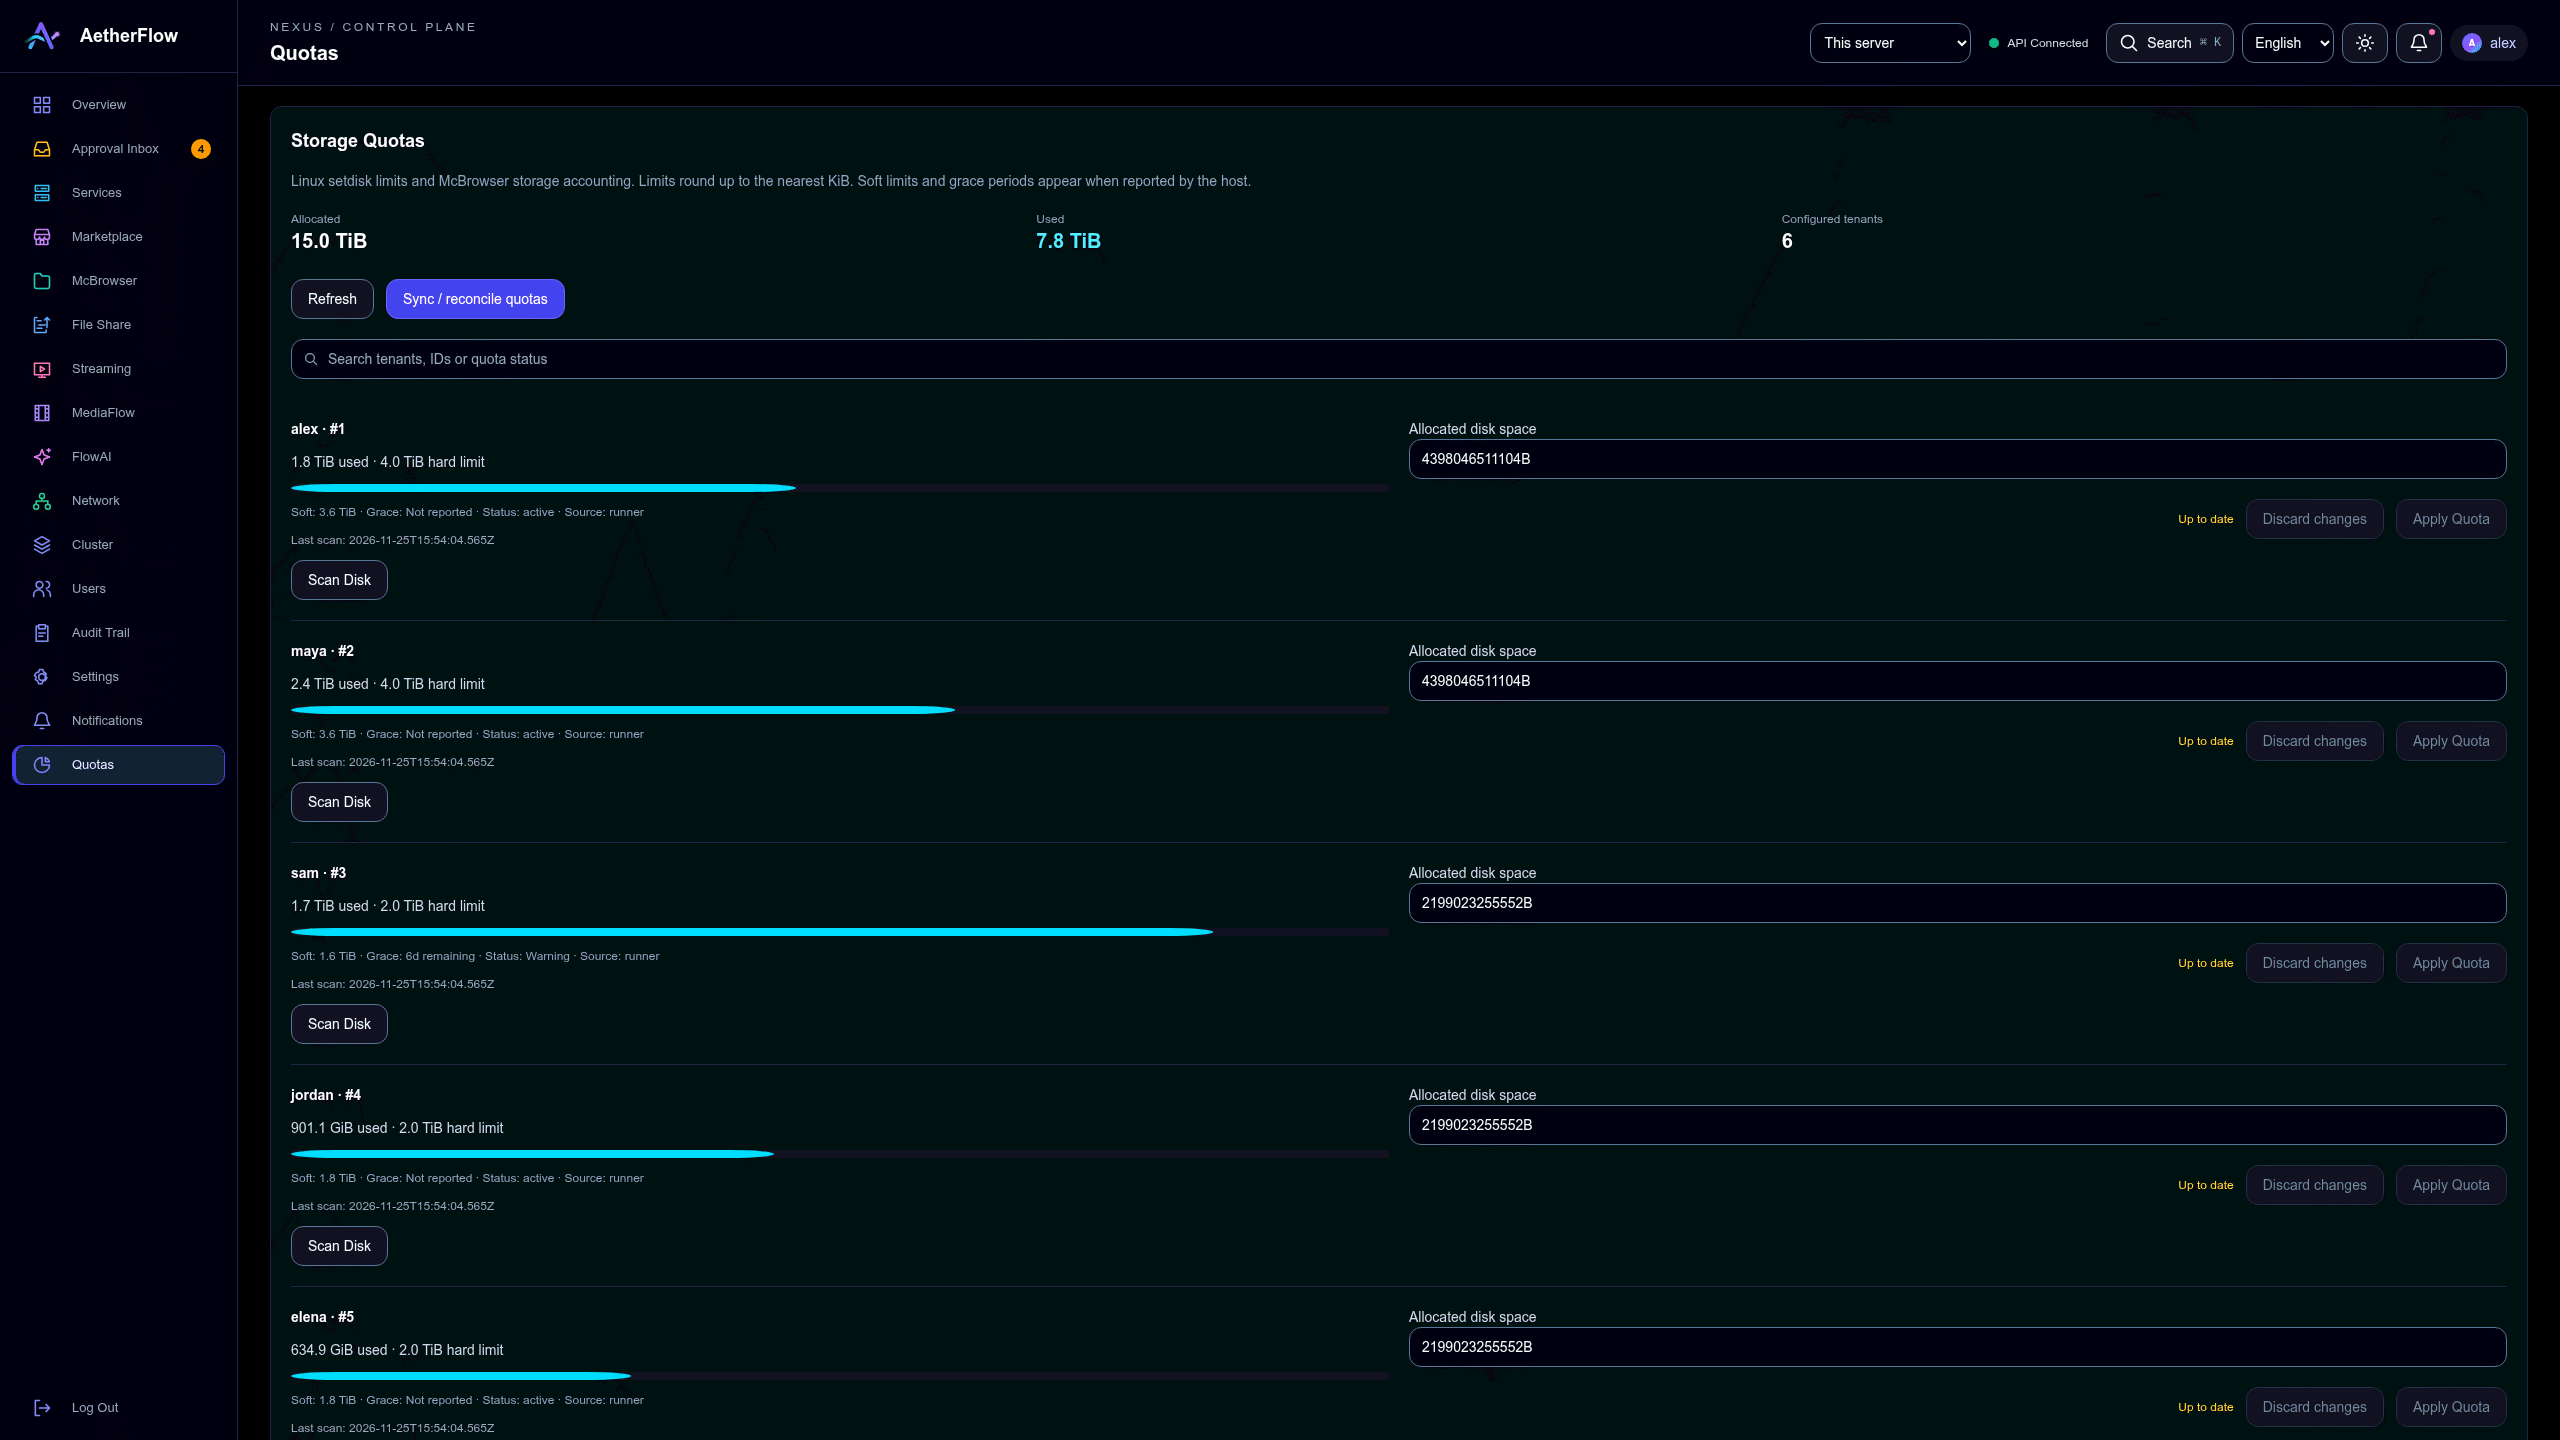 AetherFlow
NEXUS / CONTROL PLANE
Quotas
This server
API Connected
Search ⌘ K
English
A alex
Overview
Approval Inbox 4
Services
Marketplace
McBrowser
File Share
Streaming
MediaFlow
FlowAI
Network
Cluster
Users
Audit Trail
Settings
Notifications
Quotas
Log Out
Storage Quotas
Linux setdisk limits and McBrowser storage accounting. Limits round up to the nearest KiB. Soft limits and grace periods appear when reported by the host.
Allocated
15.0 TiB
Used
7.8 TiB
Configured tenants
6
Refresh
Sync / reconcile quotas
Search tenants, IDs or quota status
alex · #1
1.8 TiB used · 4.0 TiB hard limit
Soft: 3.6 TiB · Grace: Not reported · Status: active · Source: runner
Last scan: 2026-11-25T15:54:04.565Z
Scan Disk
Allocated disk space
4398046511104B
Up to date
Discard changes
Apply Quota
maya · #2
2.4 TiB used · 4.0 TiB hard limit
Soft: 3.6 TiB · Grace: Not reported · Status: active · Source: runner
Last scan: 2026-11-25T15:54:04.565Z
Scan Disk
Allocated disk space
4398046511104B
Up to date
Discard changes
Apply Quota
sam · #3
1.7 TiB used · 2.0 TiB hard limit
Soft: 1.6 TiB · Grace: 6d remaining · Status: Warning · Source: runner
Last scan: 2026-11-25T15:54:04.565Z
Scan Disk
Allocated disk space
2199023255552B
Up to date
Discard changes
Apply Quota
jordan · #4
901.1 GiB used · 2.0 TiB hard limit
Soft: 1.8 TiB · Grace: Not reported · Status: active · Source: runner
Last scan: 2026-11-25T15:54:04.565Z
Scan Disk
Allocated disk space
2199023255552B
Up to date
Discard changes
Apply Quota
elena · #5
634.9 GiB used · 2.0 TiB hard limit
Soft: 1.8 TiB · Grace: Not reported · Status: active · Source: runner
Last scan: 2026-11-25T15:54:04.565Z
Allocated disk space
2199023255552B
Up to date
Discard changes
Apply Quota